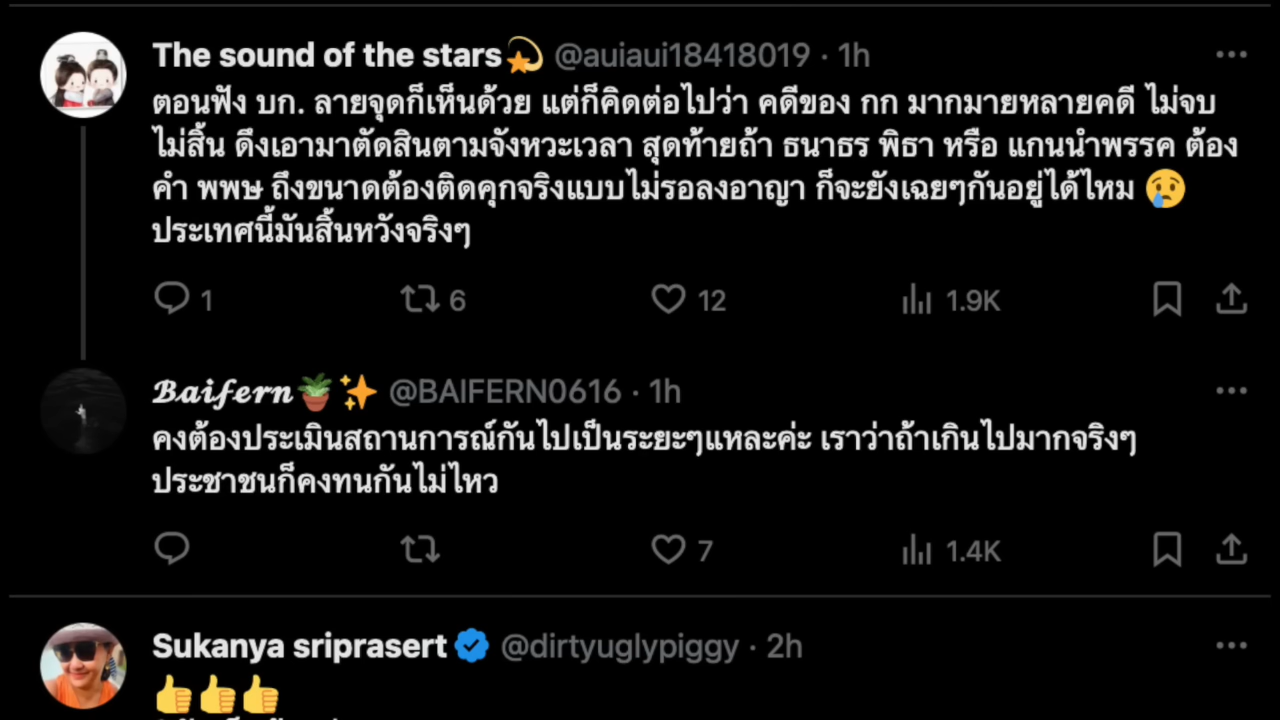 The sound of the stars💫 @auiaui18418019 · 1h
ตอนฟัง บก. ลายจุดก็เห็นด้วย แต่ก็คิดต่อไปว่า คดีของ กก มากมายหลายคดี ไม่จบ
ไม่สิ้น ดึงเอามาตัดสินตามจังหวะเวลา สุดท้ายถ้า ธนาธร พิธา หรือ แกนนำพรรค ต้อง
คำ พพษ ถึงขนาดต้องติดคุกจริงแบบไม่รอลงอาญา ก็จะยังเฉยๆกันอยู่ได้ไหม 😢
ประเทศนี้มันสิ้นหวังจริงๆ
1 6 12 1.9K
𝓑𝓪𝓲𝓯𝓮𝓻𝓷🪴✨ @BAIFERN0616 · 1h
คงต้องประเมินสถานการณ์กันไปเป็นระยะๆแหละค่ะ เราว่าถ้าเกินไปมากจริงๆ
ประชาชนก็คงทนกันไม่ไหว
7 1.4K
Sukanya sriprasert @dirtyuglypiggy · 2h
👍👍👍